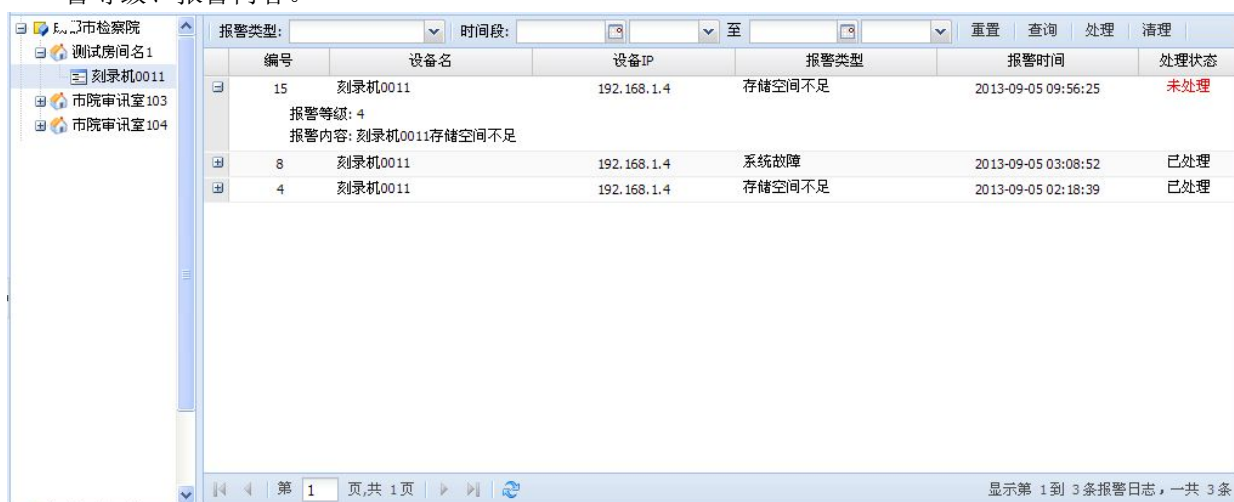 警等级、报警内容。
市检察院
测试房间名1
刻录机0011
市院审讯室103
市院审讯室104
报警类型: 时间段: 至 重置 查询 处理 清理
编号 设备名 设备IP 报警类型 报警时间 处理状态
15 刻录机0011 192.168.1.4 存储空间不足 2013-09-05 09:56:25 未处理
报警等级: 4
报警内容: 刻录机0011存储空间不足
8 刻录机0011 192.168.1.4 系统故障 2013-09-05 03:08:52 已处理
4 刻录机0011 192.168.1.4 存储空间不足 2013-09-05 02:18:39 已处理
第 1 页,共 1页 显示第 1到 3条报警日志，一共 3条